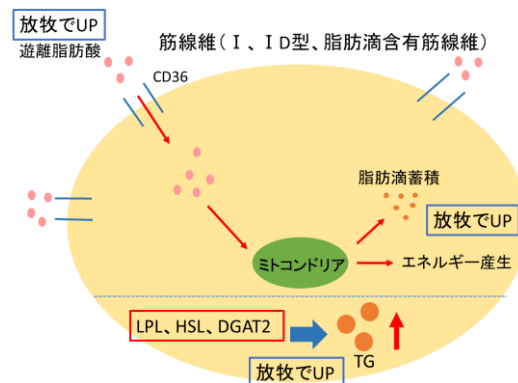 放牧でUP
遊離脂肪酸
筋線維(Ⅰ、ⅠD型、脂肪滴含有筋線維)
CD36
脂肪滴蓄積
放牧でUP
ミトコンドリア
エネルギー産生
LPL、HSL、DGAT2
TG
放牧でUP